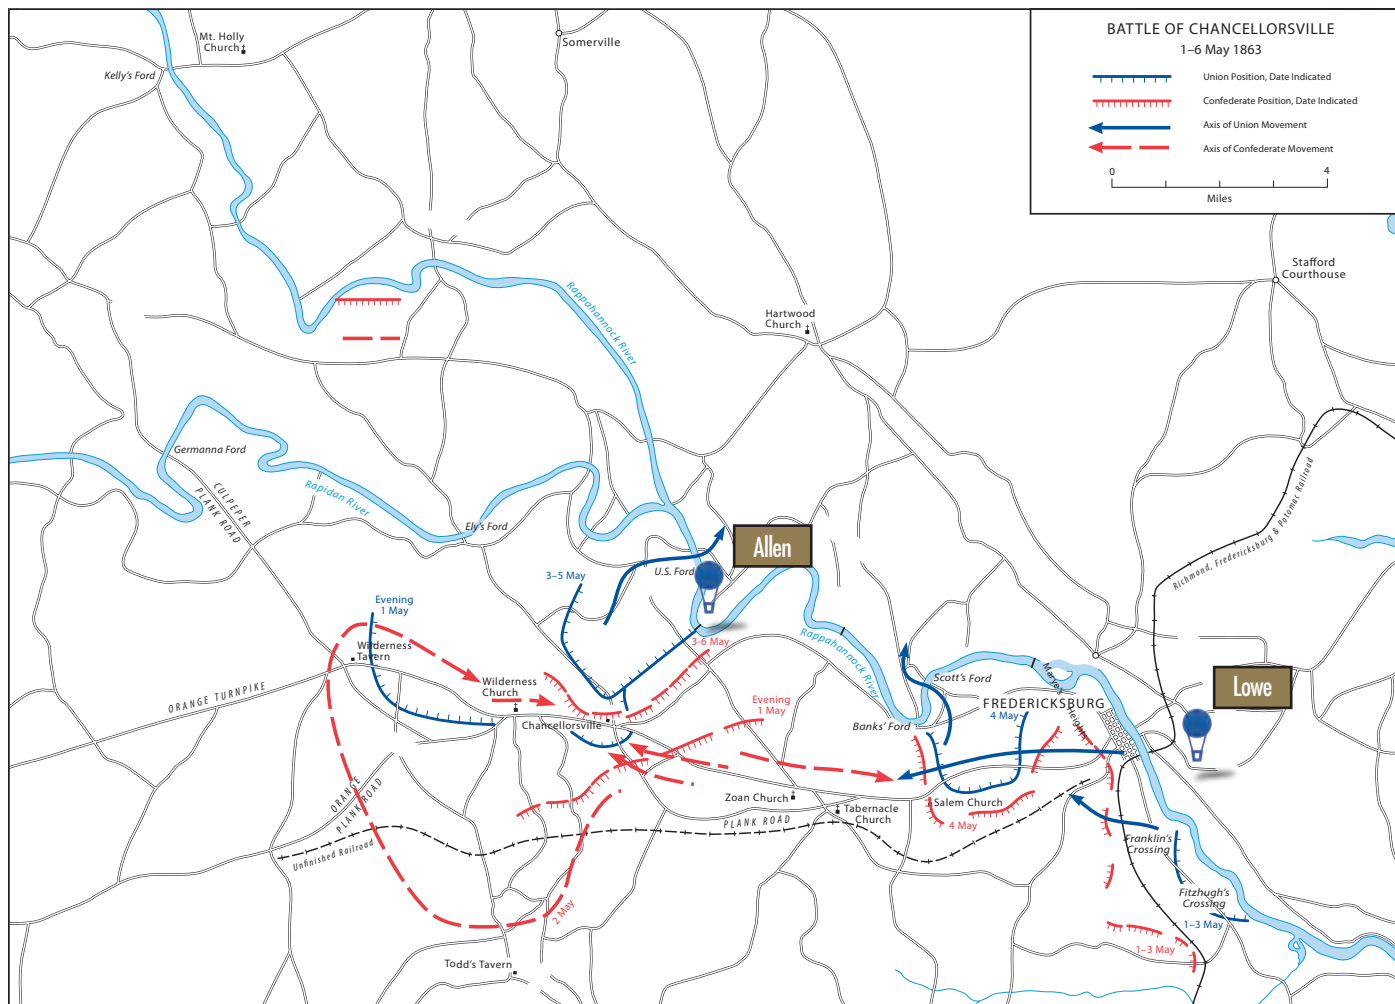 BATTLE OF CHANCELLORSVILLE
1–6 May 1863
Union Position, Date Indicated
Confederate Position, Date Indicated
Axis of Union Movement
Axis of Confederate Movement
0
4
Miles
Mt. Holly
Church
Somerville
Kelly's Ford
Stafford
Courthouse
Rappahannock River
Hartwood
Church
Germanna Ford
Rapidan River
CULPEPER
PLANK ROAD
Ely's Ford
Richmond, Fredericksburg & Potomac Railroad
Allen
U.S. Ford
3–5 May
Evening
1 May
Wilderness
Tavern
3-6 May
Rappahannock River
Scott's Ford
Marye's Heights
Lowe
Wilderness
Church
ORANGE TURNPIKE
Chancellorsville
Evening
1 May
FREDERICKSBURG
4 May
Banks' Ford
ORANGE
PLANK ROAD
Zoan Church
Tabernacle
Church
Salem Church
4 May
PLANK ROAD
Unfinished Railroad
Franklin's
Crossing
Fitzhugh's
Crossing
2 May
1–3 May
1–3 May
Todd's Tavern